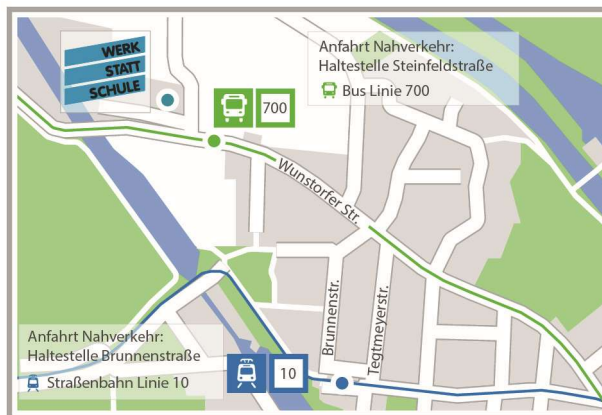 WERK
STATT
SCHULE
Anfahrt Nahverkehr:
Haltestelle Steinfeldstraße
Bus Linie 700
700
Wunstorfer Str.
Brunnenstr.
Tegtmeyerstr.
Anfahrt Nahverkehr:
Haltestelle Brunnenstraße
Straßenbahn Linie 10
10